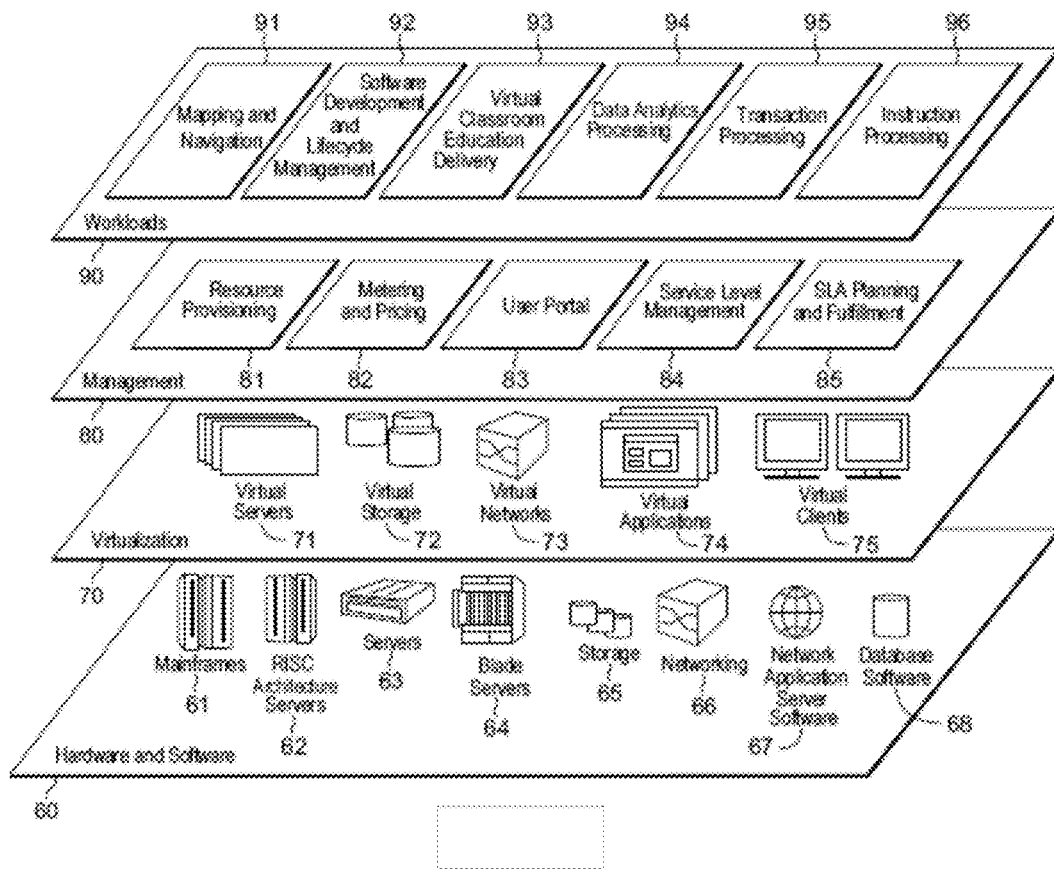 91 92 93 94 95 96
Mapping and
Navigation
Software
Development
and
Lifecycle
Management
Virtual
Classroom
Education
Delivery
Data Analytics
Processing
Transaction
Processing
Instruction
Processing
Workloads
90
Resource
Provisioning
Metering
and Pricing
User Portal
Service Level
Management
SLA Planning
and Fulfillment
81 82 83 84 85
Management
80
Virtual
Servers
71
Virtual
Storage
72
Virtual
Networks
73
Virtual
Applications
74
Virtual
Clients
75
Virtualization
70
Mainframes
61
RISC
Architecture
Servers
62
Servers
63
Blade
Servers
64
Storage
65
Networking
66
Network
Application
Server
Software
67
Database
Software
68
Hardware and Software
60